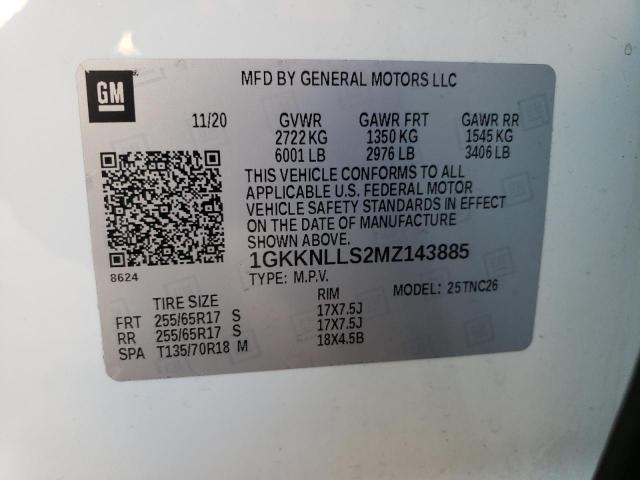 GM
MFD BY GENERAL MOTORS LLC
11/20 GVWR GAWR FRT GAWR RR
2722 KG 1350 KG 1545 KG
6001 LB 2976 LB 3406 LB
THIS VEHICLE CONFORMS TO ALL
APPLICABLE U.S. FEDERAL MOTOR
VEHICLE SAFETY STANDARDS IN EFFECT
ON THE DATE OF MANUFACTURE
SHOWN ABOVE.
8624
1GKKNLLS2MZ143885
TYPE: M.P.V. MODEL: 25TNC26
TIRE SIZE RIM
FRT 255/65R17 S 17X7.5J
RR 255/65R17 S 17X7.5J
SPA T135/70R18 M 18X4.5B